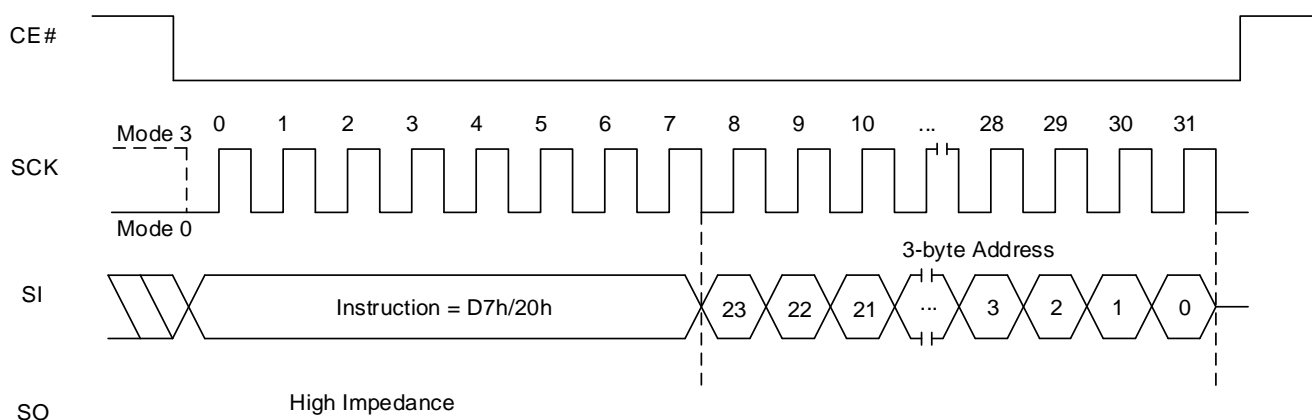 CE#
0 1 2 3 4 5 6 7 8 9 10 ... 28 29 30 31
Mode 3
SCK
Mode 0
3-byte Address
SI
Instruction = D7h/20h 23 22 21 ... 3 2 1 0
High Impedance
SO